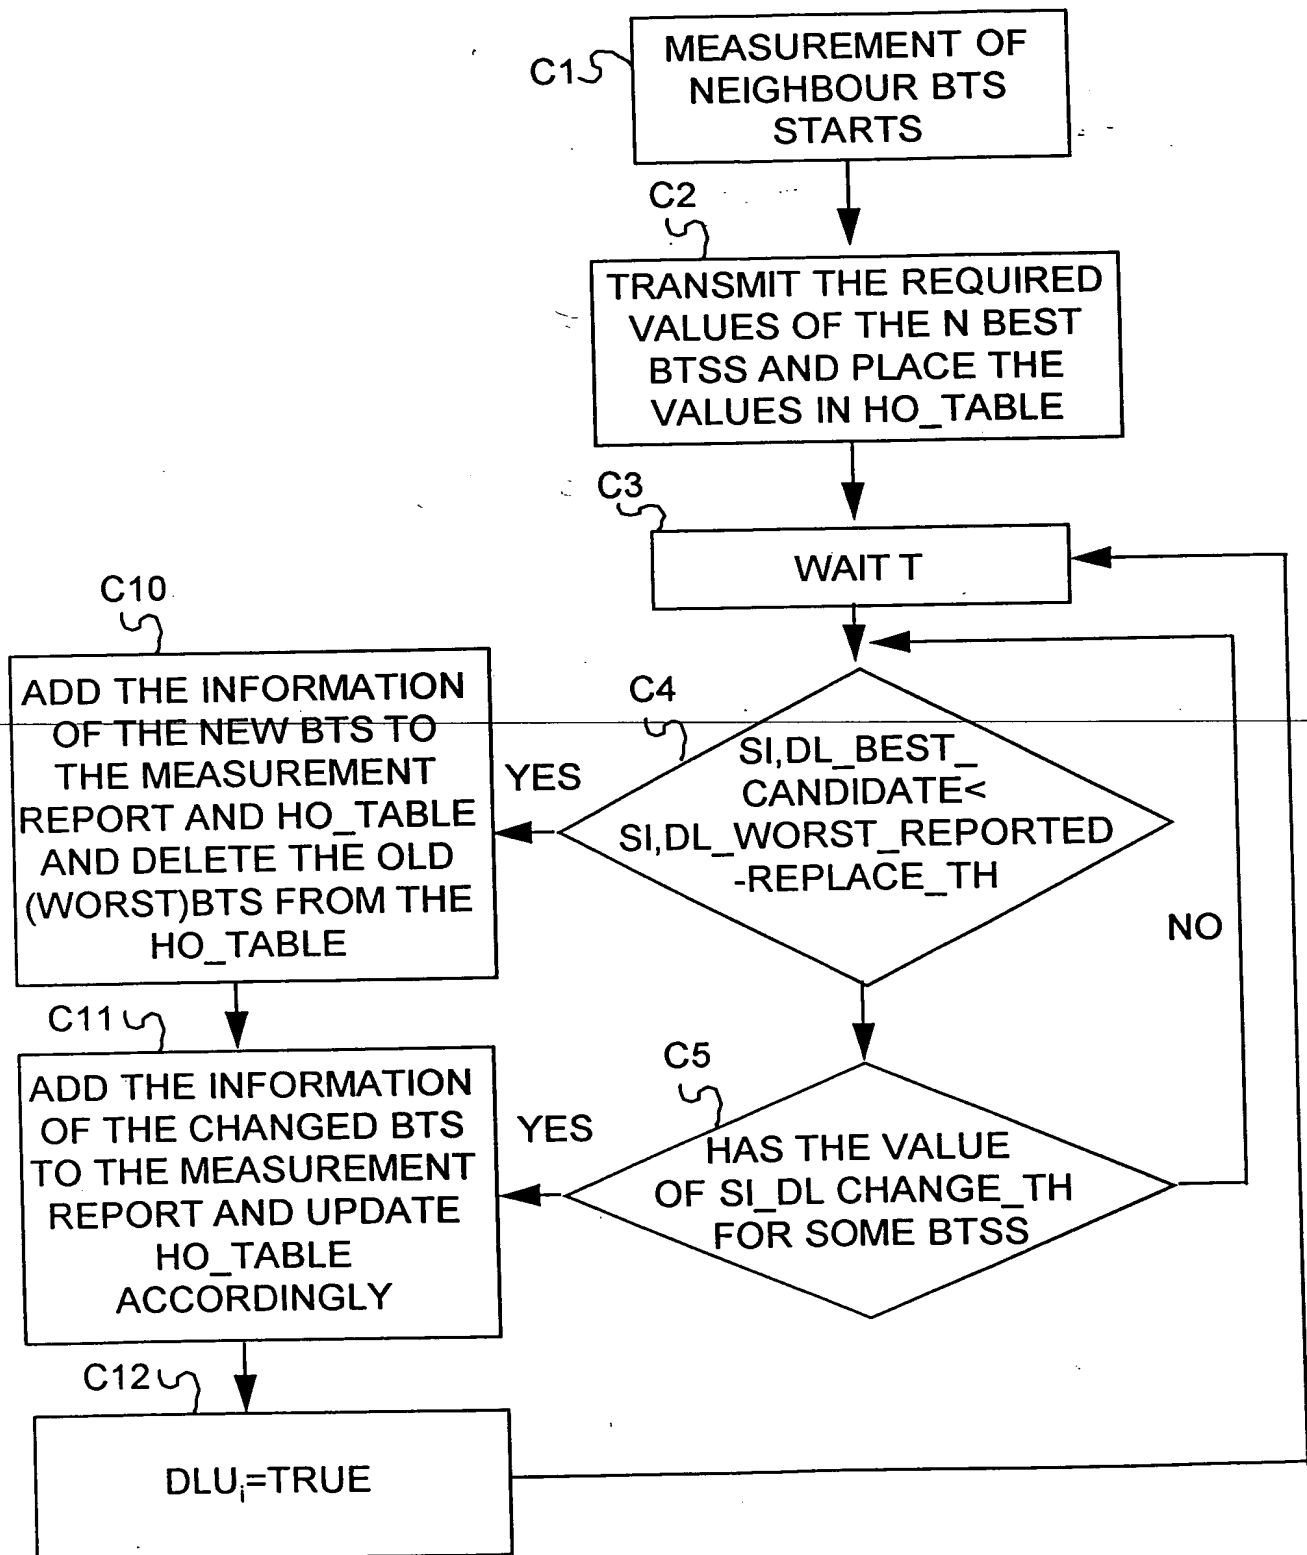 C1
MEASUREMENT OF
NEIGHBOUR BTS
STARTS
C2
TRANSMIT THE REQUIRED
VALUES OF THE N BEST
BTSS AND PLACE THE
VALUES IN HO_TABLE
C3
WAIT T
C4
SI,DL_BEST_
CANDIDATE<
SI,DL_WORST_REPORTED
-REPLACE_TH
YES
C10
ADD THE INFORMATION
OF THE NEW BTS TO
THE MEASUREMENT
REPORT AND HO_TABLE
AND DELETE THE OLD
(WORST)BTS FROM THE
HO_TABLE
NO
C5
HAS THE VALUE
OF SI_DL CHANGE_TH
FOR SOME BTSS
YES
C11
ADD THE INFORMATION
OF THE CHANGED BTS
TO THE MEASUREMENT
REPORT AND UPDATE
HO_TABLE
ACCORDINGLY
C12
DLUi=TRUE